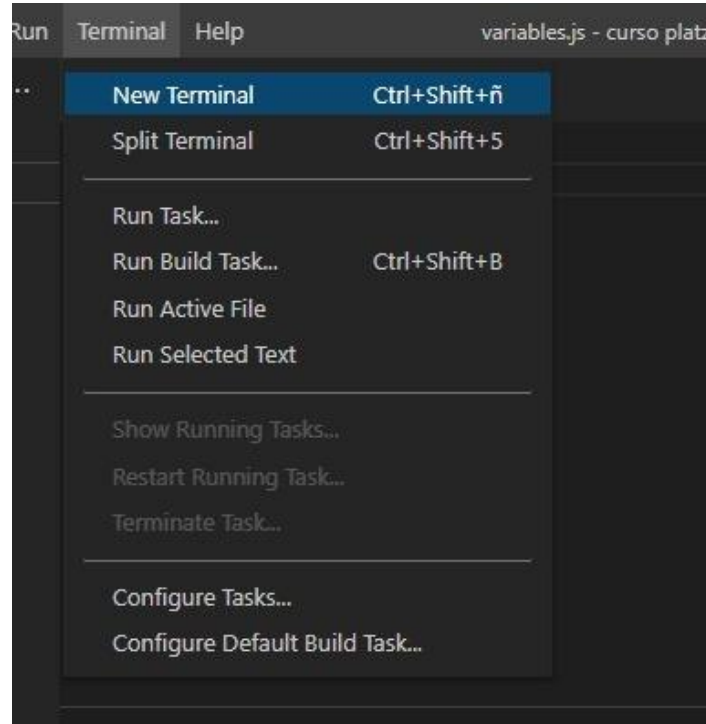 Run Terminal Help variables.js - curso platz
New Terminal Ctrl+Shift+ñ
Split Terminal Ctrl+Shift+5
Run Task...
Run Build Task... Ctrl+Shift+B
Run Active File
Run Selected Text
Show Running Tasks...
Restart Running Task...
Terminate Task...
Configure Tasks...
Configure Default Build Task...